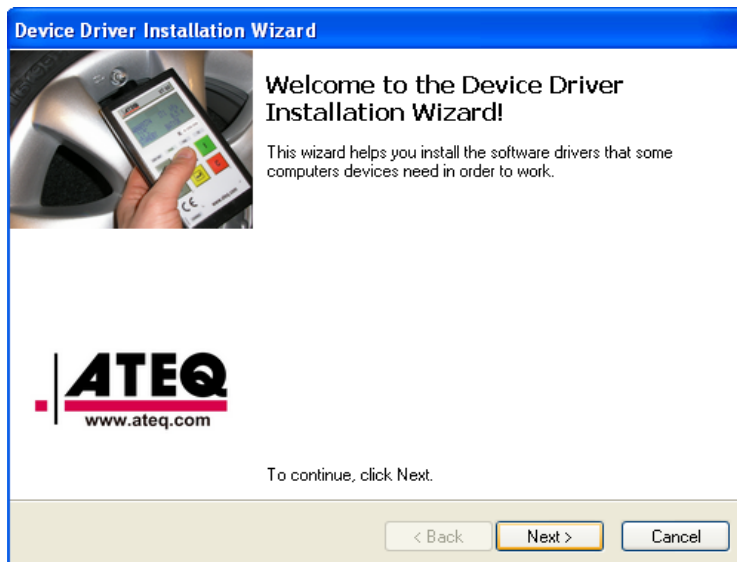 Device Driver Installation Wizard
Welcome to the Device Driver
Installation Wizard!
This wizard helps you install the software drivers that some
computers devices need in order to work.
ATEQ
www.ateq.com
To continue, click Next.
< Back
Next >
Cancel